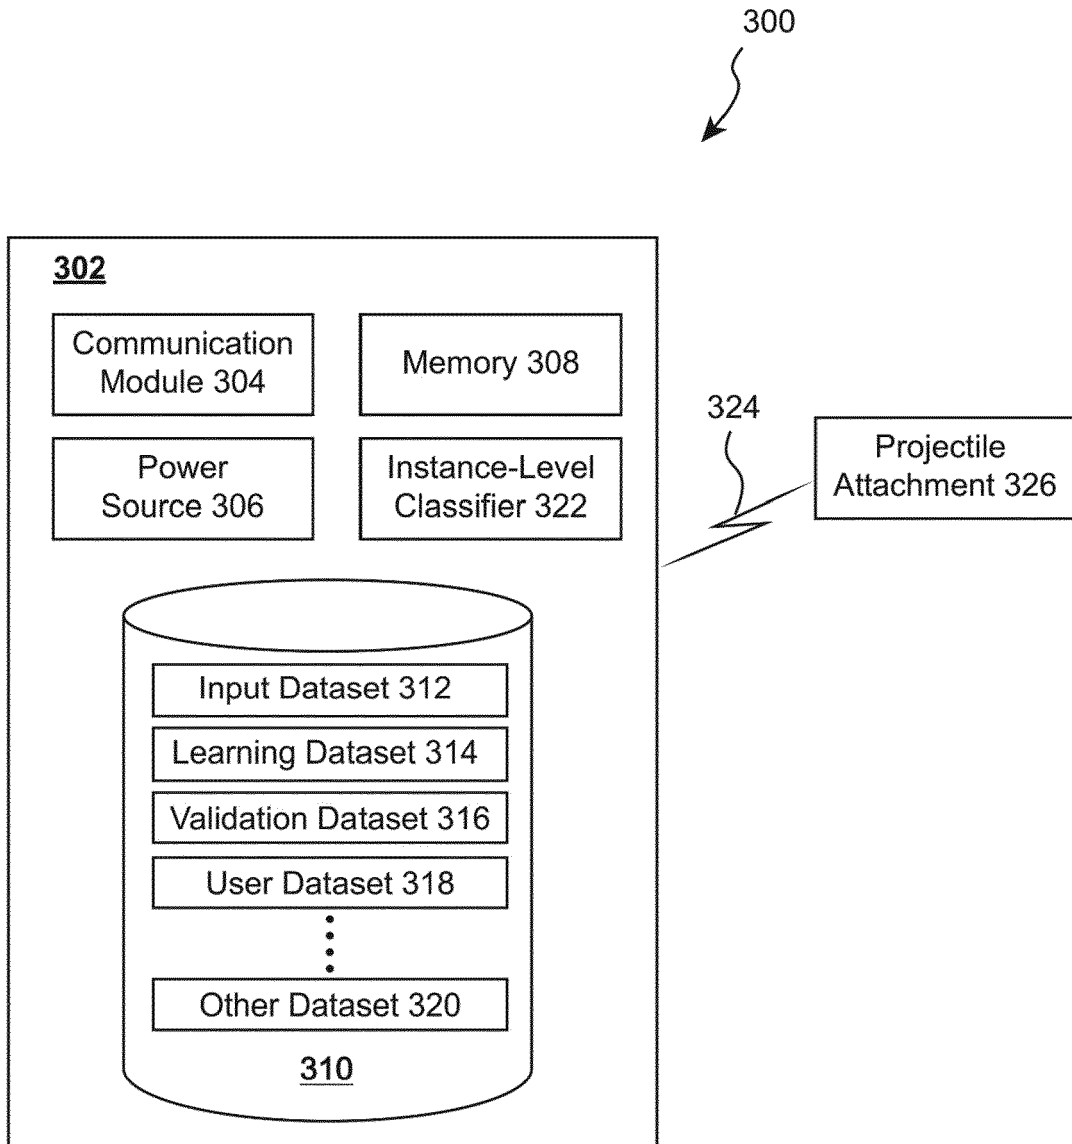 300
302
Communication
Module 304
Memory 308
Power
Source 306
Instance-Level
Classifier 322
324
Projectile
Attachment 326
Input Dataset 312
Learning Dataset 314
Validation Dataset 316
User Dataset 318
Other Dataset 320
310